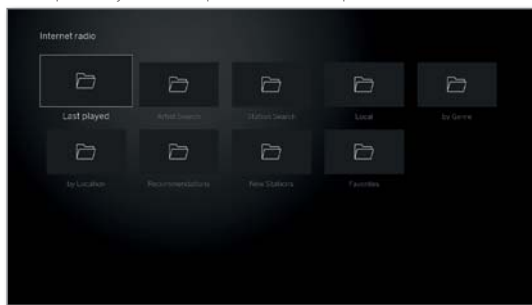 Internet radio
Last played
Artist Search
Station Search
Local
by Genre
by Location
Recommendations
New Stations
Favorites